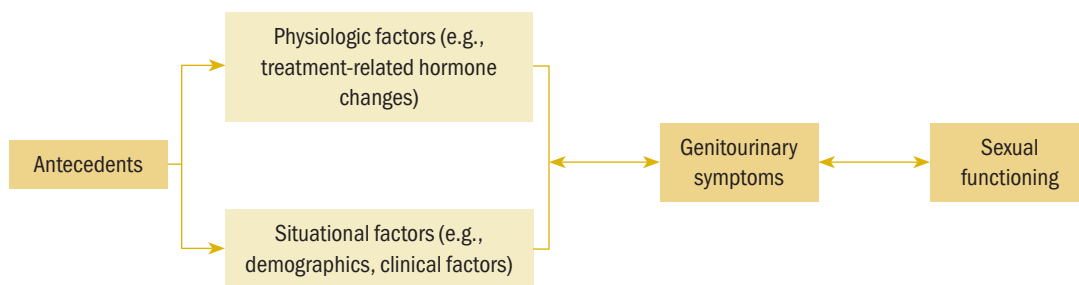 Antecedents
Physiologic factors (e.g.,
treatment-related hormone
changes)
Situational factors (e.g.,
demographics, clinical factors)
Genitourinary
symptoms
Sexual
functioning